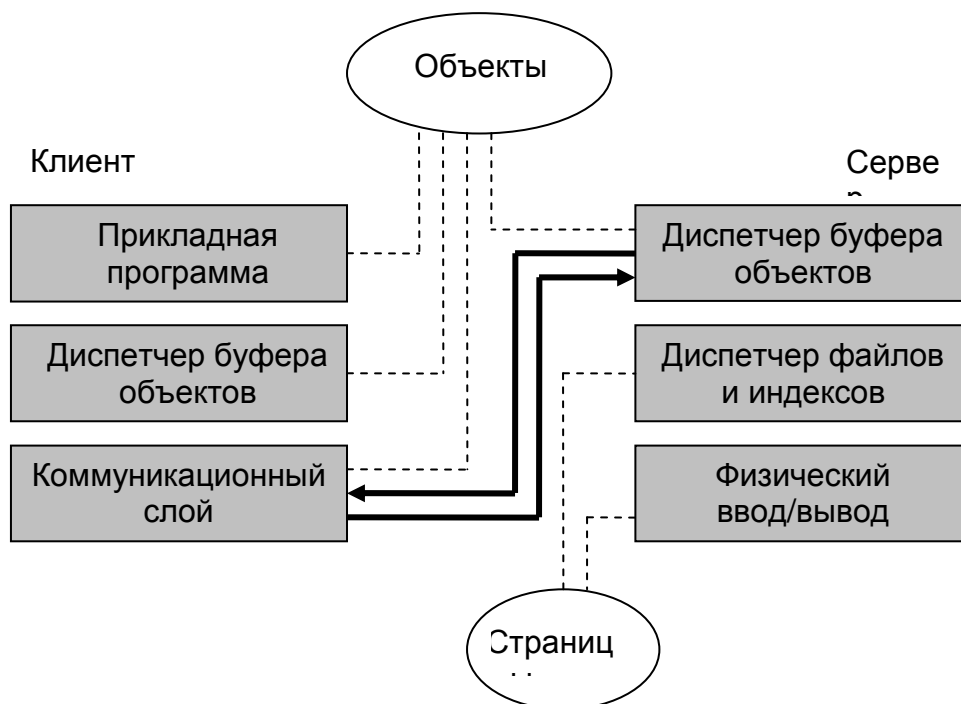 Объекты
Клиент
Серве
Прикладная
программа
Диспетчер буфера
объектов
Диспетчер буфера
объектов
Диспетчер файлов
и индексов
Коммуникационный
слой
Физический
ввод/вывод
Страниц